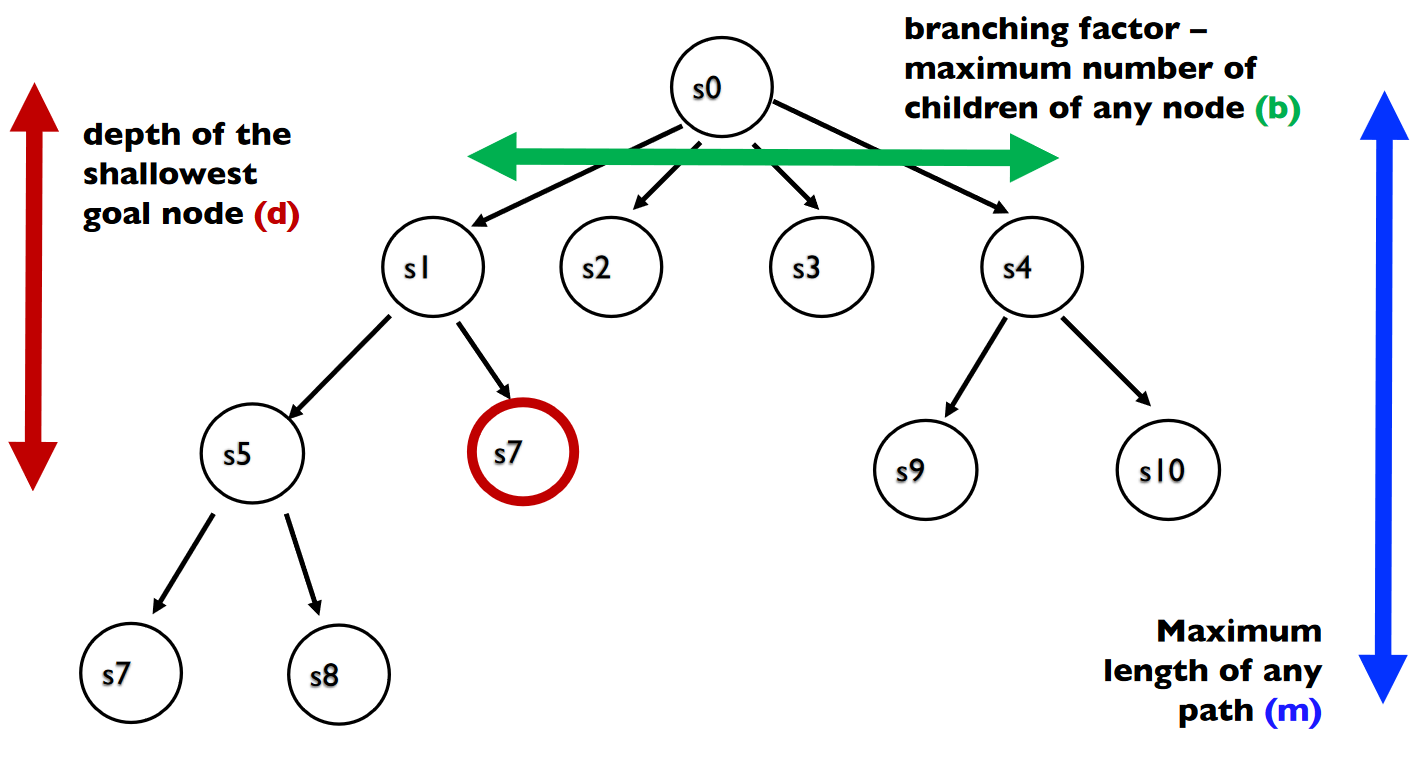 branching factor –
maximum number of
children of any node (b)
s0
depth of the
shallowest
goal node (d)
s1
s2
s3
s4
s5
s7
s9
s10
s7
s8
Maximum
length of any
path (m)